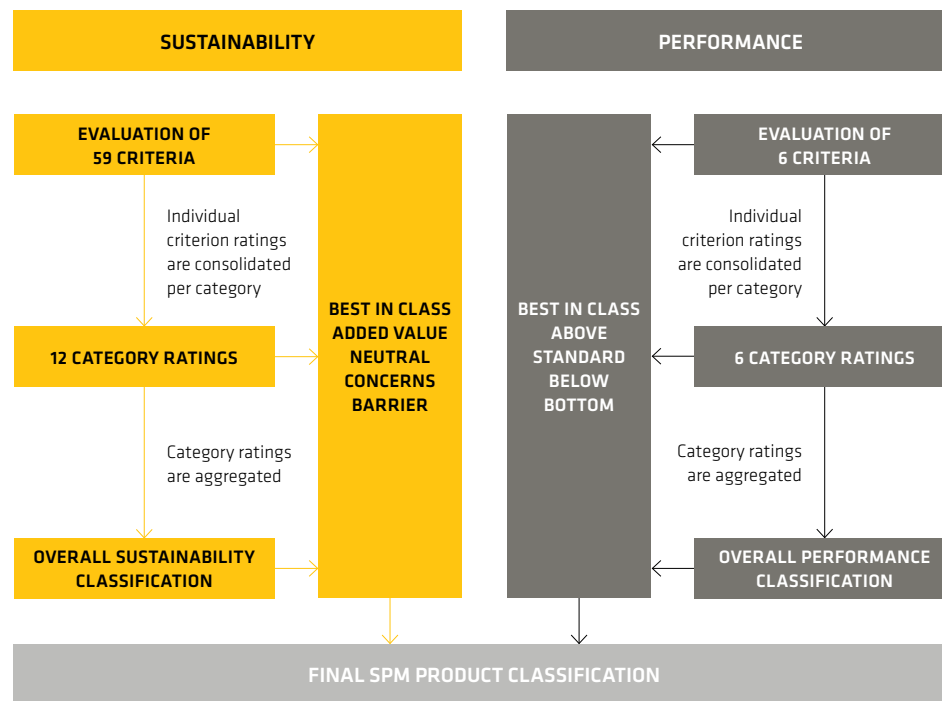 SUSTAINABILITY
PERFORMANCE
EVALUATION OF
59 CRITERIA
Individual
criterion ratings
are consolidated
per category
12 CATEGORY RATINGS
Category ratings
are aggregated
OVERALL SUSTAINABILITY
CLASSIFICATION
BEST IN CLASS
ADDED VALUE
NEUTRAL
CONCERNS
BARRIER
BEST IN CLASS
ABOVE
STANDARD
BELOW
BOTTOM
EVALUATION OF
6 CRITERIA
Individual
criterion ratings
are consolidated
per category
6 CATEGORY RATINGS
Category ratings
are aggregated
OVERALL PERFORMANCE
CLASSIFICATION
FINAL SPM PRODUCT CLASSIFICATION